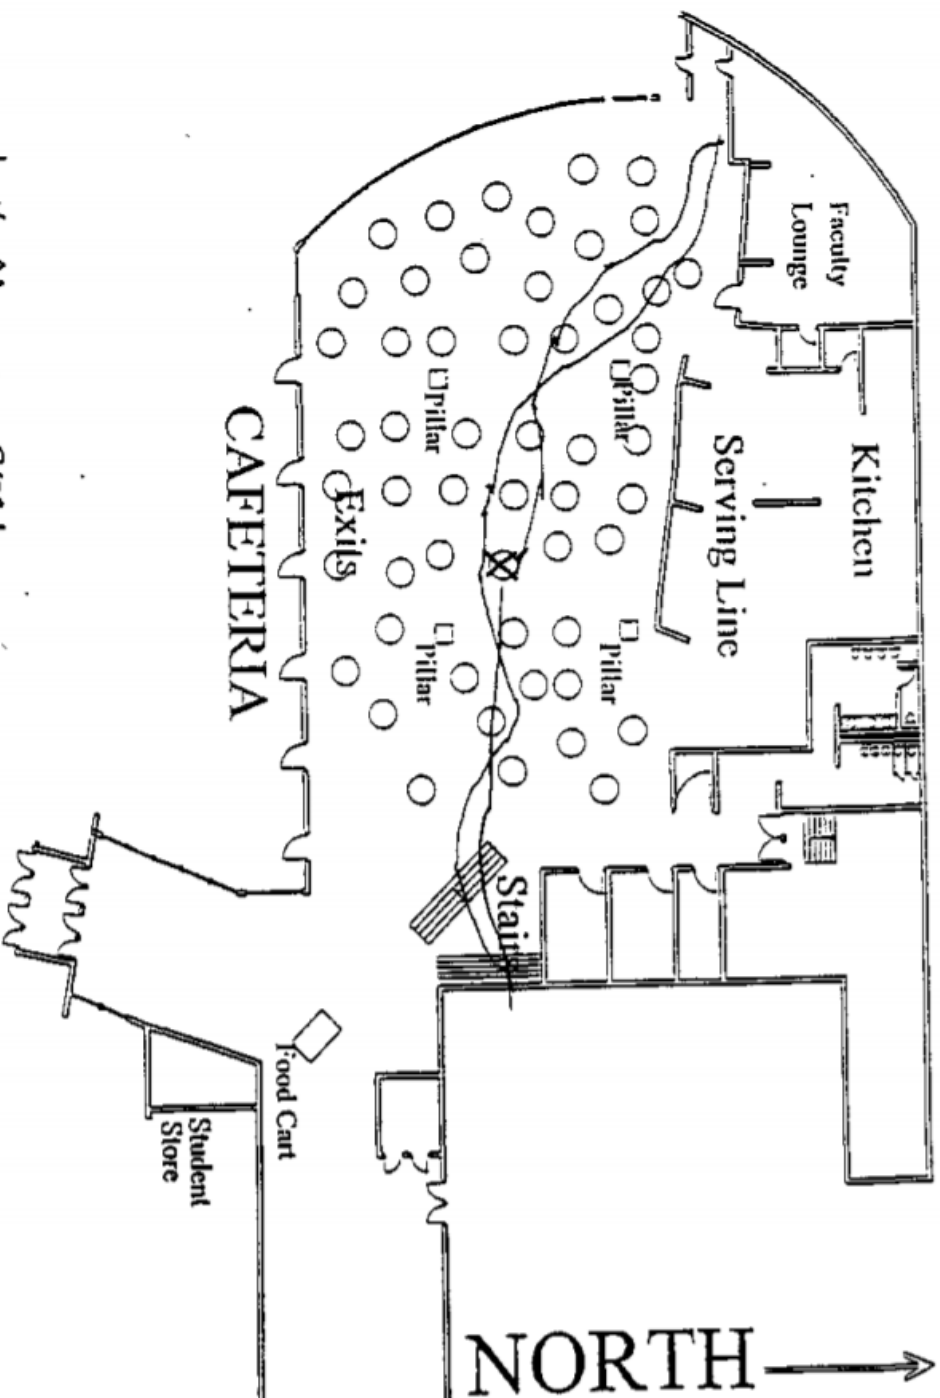 Faculty
Lounge
Kitchen
Serving Line
Pillar
Pillar
Pillar
Pillar
Exits
CAFETERIA
Stairs
Food Cart
Student
Store
NORTH